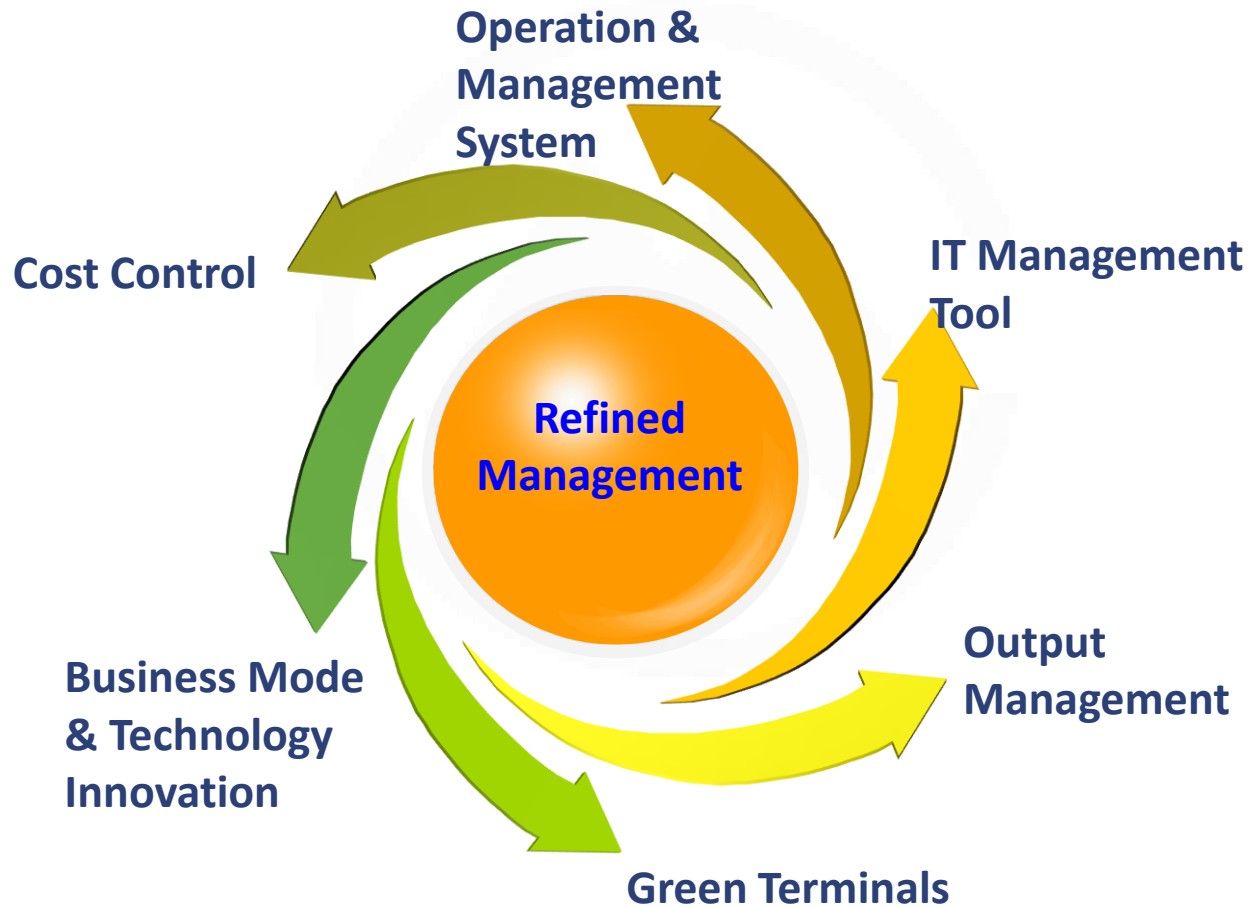 Operation &
Management
System
Cost Control
IT Management
Tool
Refined
Management
Output
Management
Business Mode
& Technology
Innovation
Green Terminals